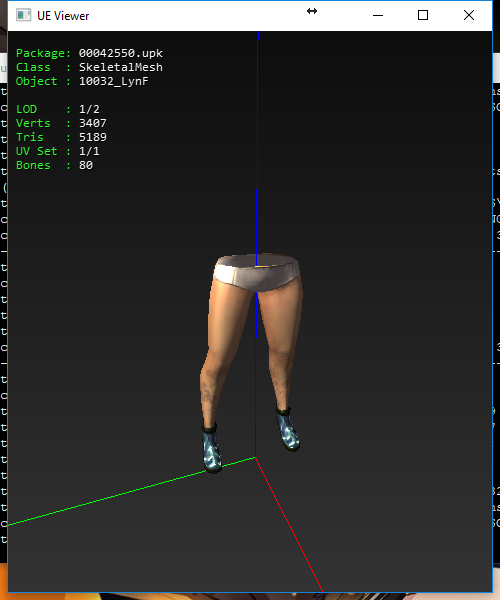 UE Viewer
Package: 00042550.upk
Class : SkeletalMesh
Object : 10032_LynF
LOD : 1/2
Verts : 3407
Tris : 5189
UV Set : 1/1
Bones : 80